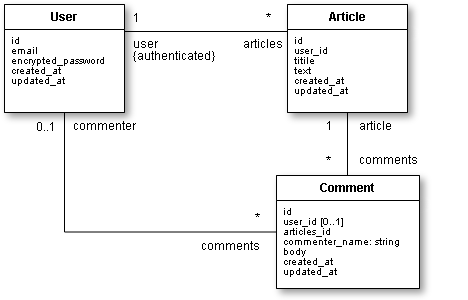 User
id
email
encrypted_password
created_at
updated_at
1
*
user
{authenticated}
articles
Article
id
user_id
titile
text
created_at
updated_at
0..1
commenter
1
article
*
comments
*
comments
Comment
id
user_id [0..1]
articles_id
commenter_name: string
body
created_at
updated_at